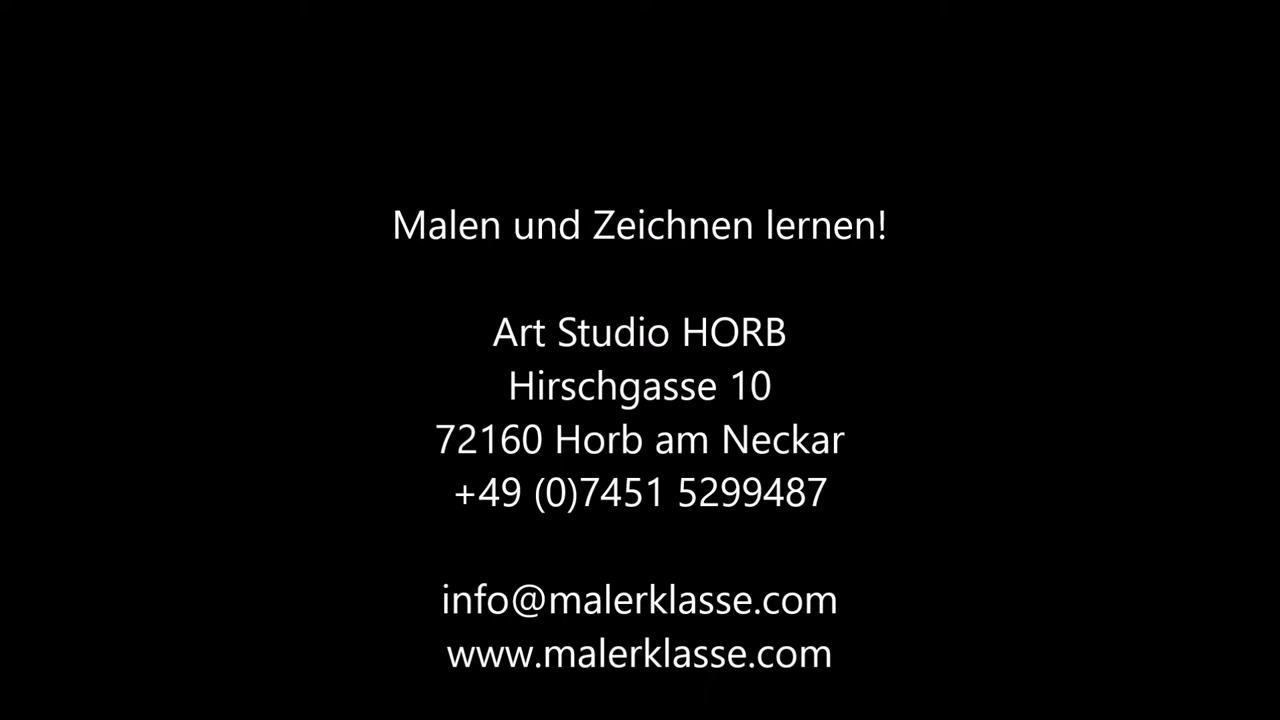 Malen und Zeichnen lernen!
Art Studio HORB
Hirschgasse 10
72160 Horb am Neckar
+49 (0)7451 5299487
info@malerklasse.com
www.malerklasse.com